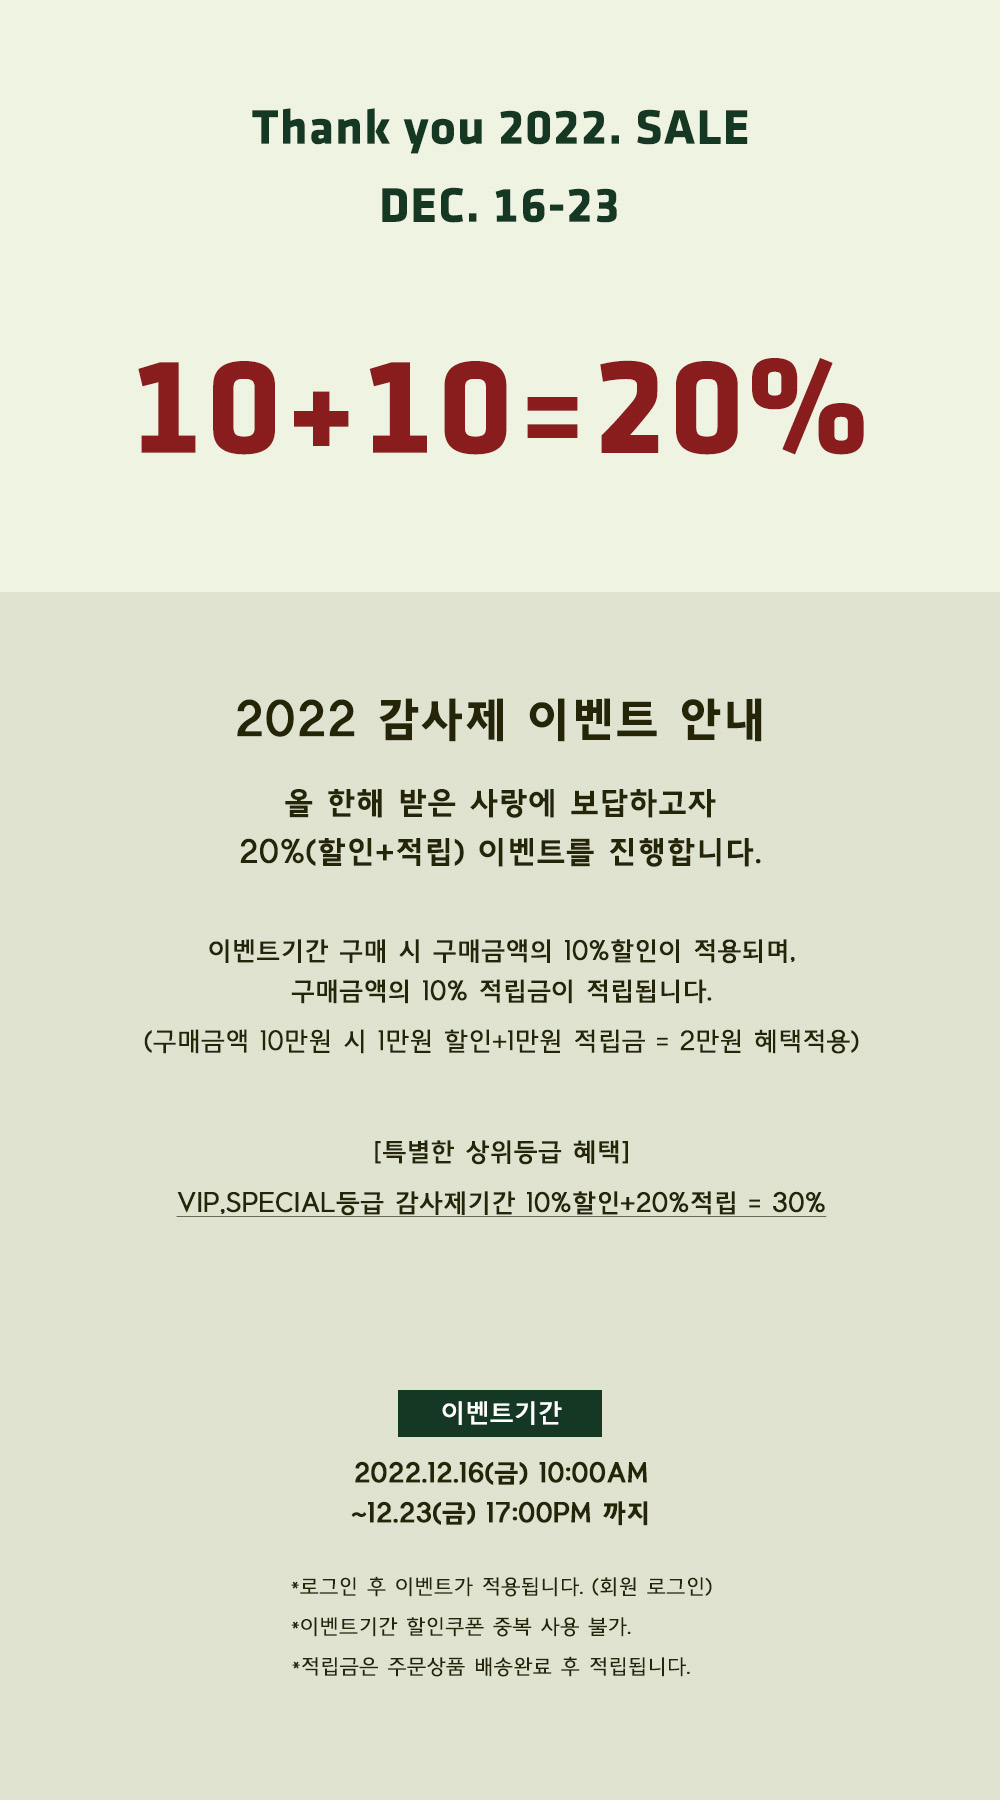 Thank you 2022. SALE
DEC. 16-23
10+10=20%
2022 감사제 이벤트 안내
올 한해 받은 사랑에 보답하고자
20%(할인+적립) 이벤트를 진행합니다.
이벤트기간 구매 시 구매금액의 10%할인이 적용되며,
구매금액의 10% 적립금이 적립됩니다.
(구매금액 10만원 시 1만원 할인+1만원 적립금 = 2만원 혜택적용)
[특별한 상위등급 혜택]
VIP,SPECIAL등급 감사제기간 10%할인+20%적립 = 30%
이벤트기간
2022.12.16(금) 10:00AM
~12.23(금) 17:00PM 까지
*로그인 후 이벤트가 적용됩니다. (회원 로그인)
*이벤트기간 할인쿠폰 중복 사용 불가.
*적립금은 주문상품 배송완료 후 적립됩니다.